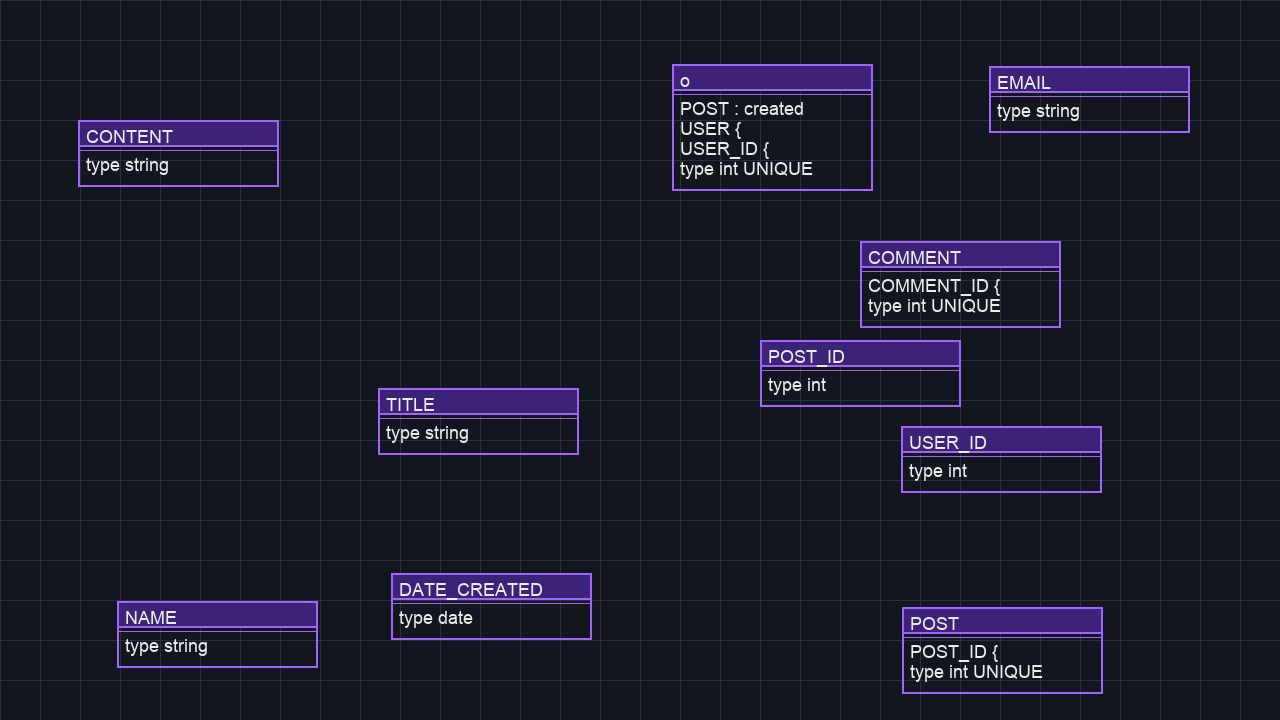 o
POST : created
USER {
USER_ID {
type int UNIQUE
EMAIL
type string
CONTENT
type string
COMMENT
COMMENT_ID {
type int UNIQUE
POST_ID
type int
TITLE
type string
USER_ID
type int
DATE_CREATED
type date
NAME
type string
POST
POST_ID {
type int UNIQUE